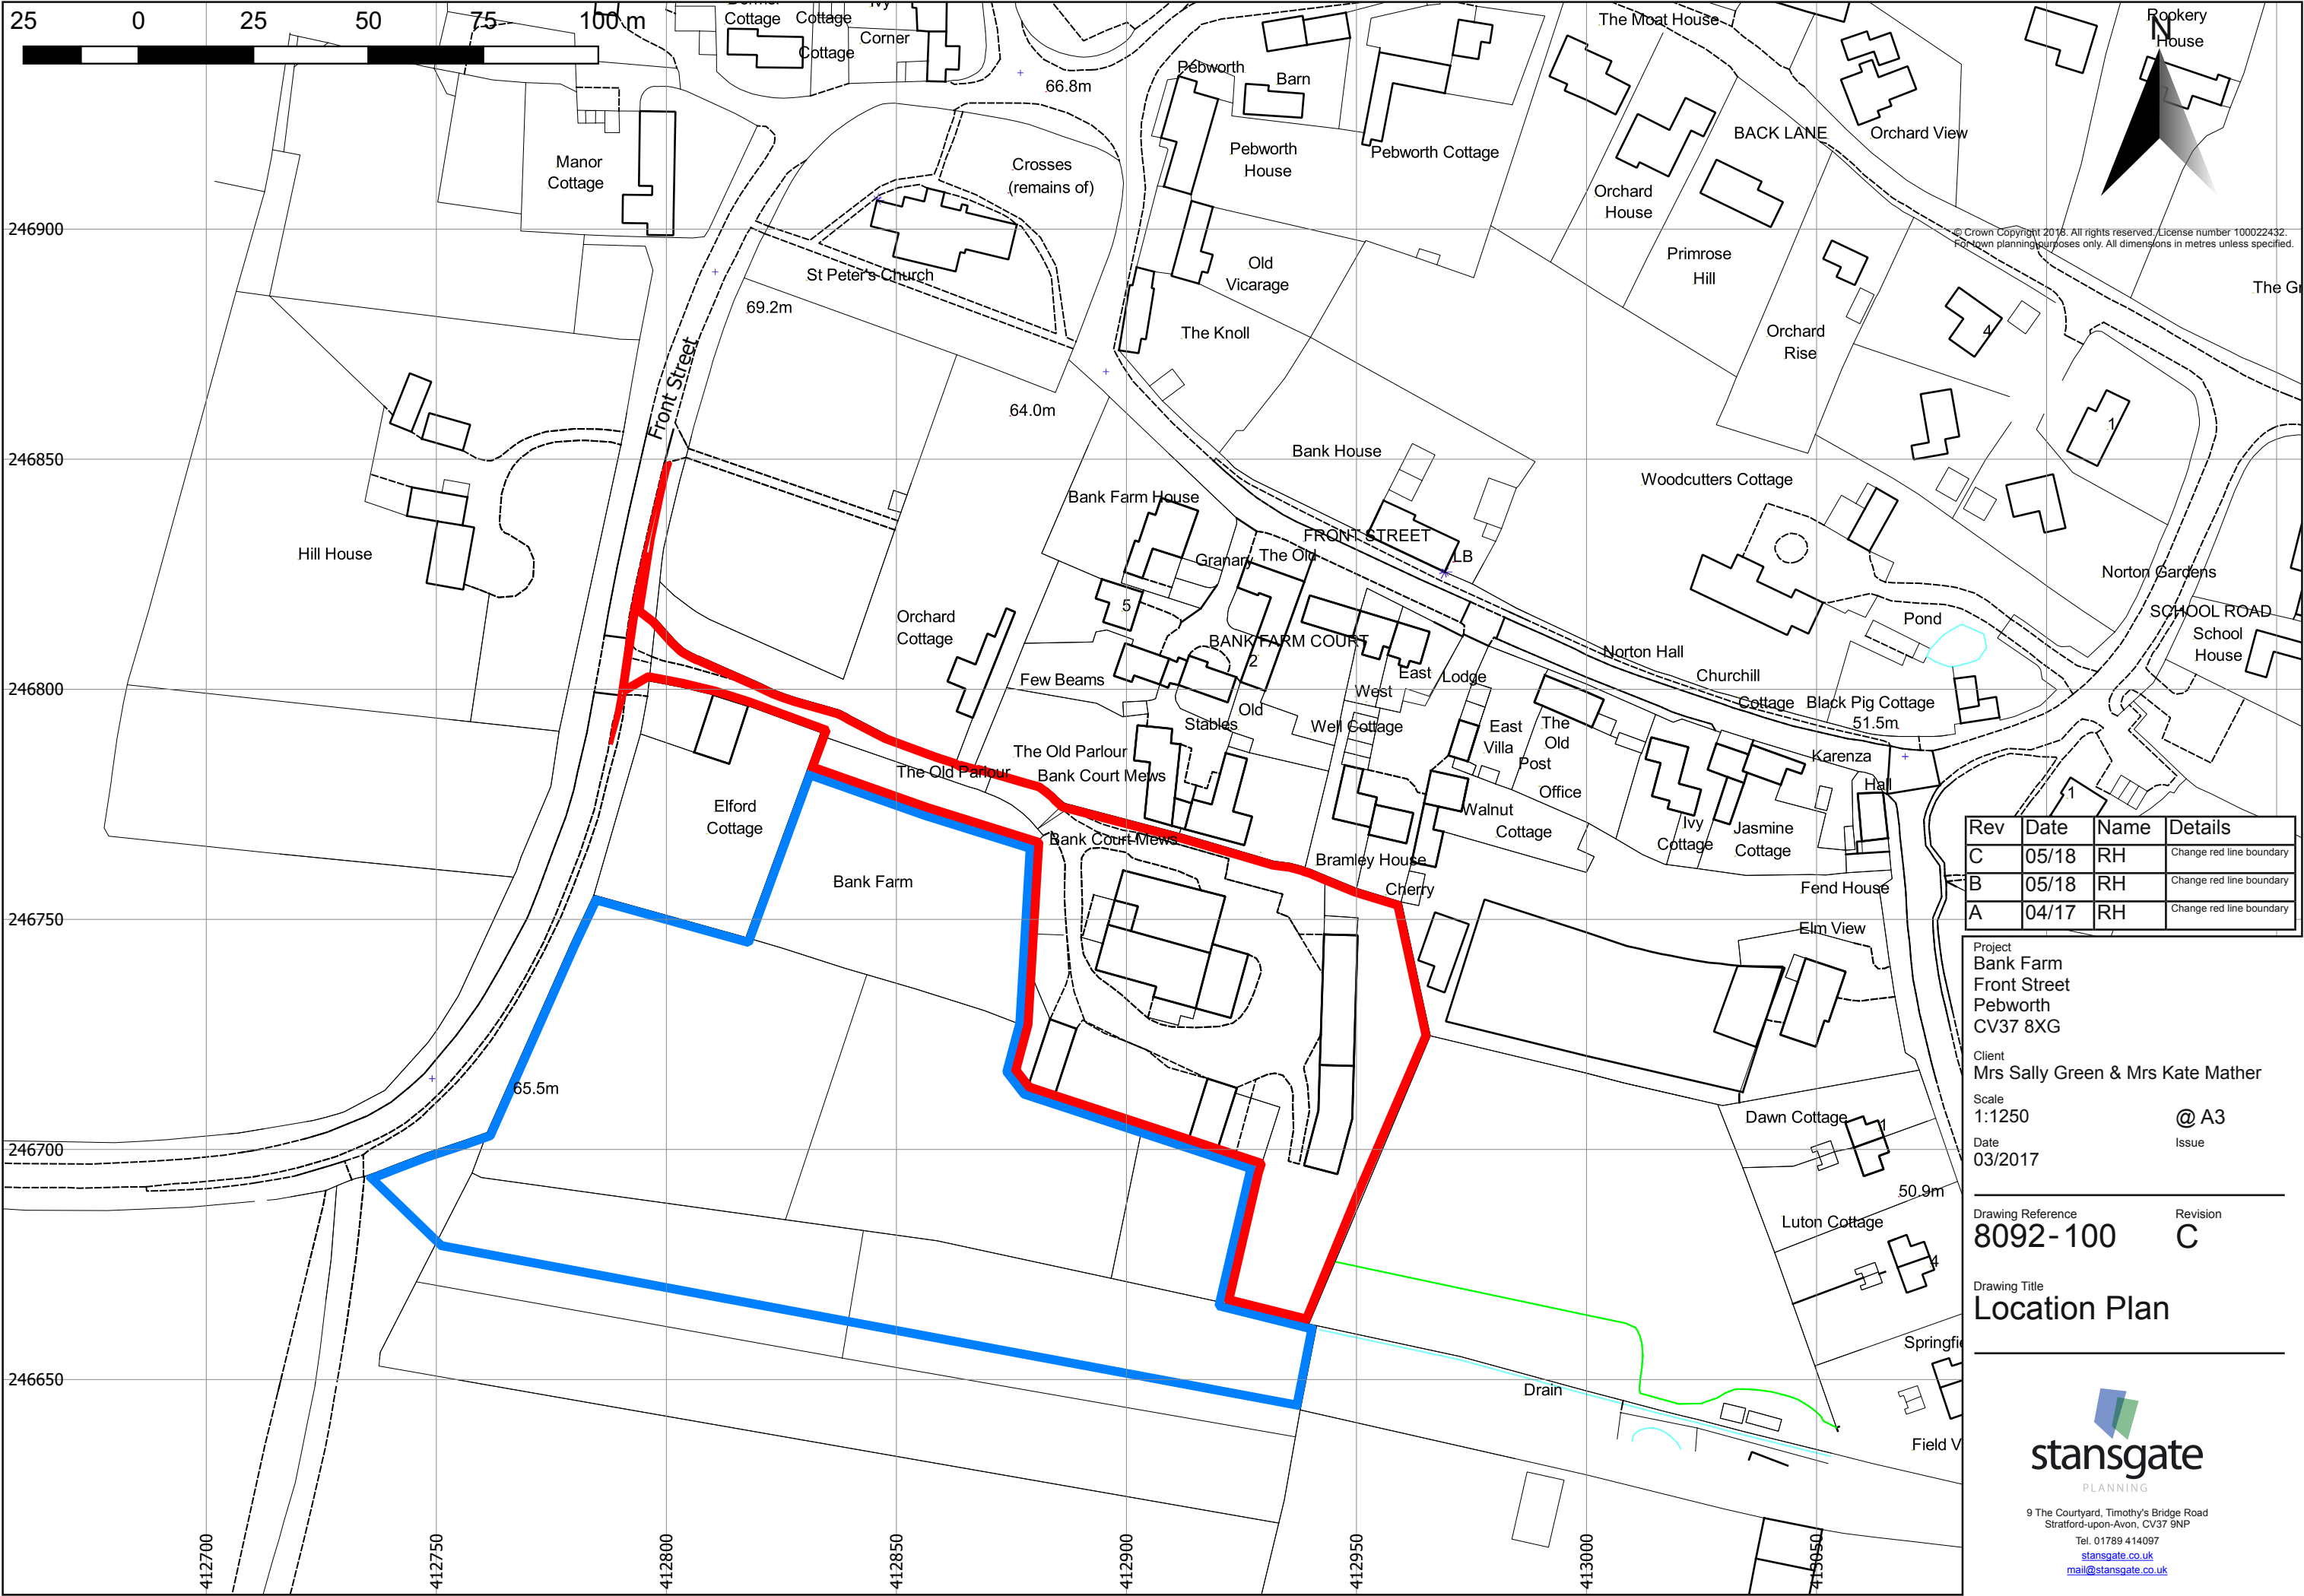 25 0 25 50 75 100 m
Cottage
Cottage
Ivy
Corner
Cottage
66.8m
Pebworth
Barn
The Moat House
Rookery
House
N
Manor
Cottage
Crosses
(remains of)
Pebworth
House
Pebworth Cottage
BACK LANE
Orchard View
Orchard
House
246900
© Crown Copyright 2018. All rights reserved. License number 100022432.
For town planning purposes only. All dimensions in metres unless specified.
St Peter's Church
69.2m
Old
Vicarage
Primrose
Hill
The Gr
The Knoll
Orchard
Rise
4
Front Street
64.0m
1
246850
Bank House
Woodcutters Cottage
Bank Farm House
FRONT STREET
LB
Granary
The Old
Hill House
Norton Gardens
5
Orchard
Cottage
BANK FARM COURT
2
Pond
SCHOOL ROAD
School
House
Norton Hall
246800
Few Beams
East
Lodge
West
Churchill
Cottage
Black Pig Cottage
51.5m
Old
Stables
Well Cottage
East
Villa
The
Old
Post
Office
The Old Parlour
Bank Court Mews
The Old Parlour
Karenza
Hall
1
Elford
Cottage
Walnut
Cottage
Ivy
Cottage
Jasmine
Cottage
Bank Court Mews
Bramley House
Cherry
Bank Farm
Fend House
Elm View
246750
Rev Date Name Details
C 05/18 RH Change red line boundary
B 05/18 RH Change red line boundary
A 04/17 RH Change red line boundary
Project
Bank Farm
Front Street
Pebworth
CV37 8XG
Client
Mrs Sally Green & Mrs Kate Mather
Scale
1:1250 @ A3
Date Issue
03/2017
65.5m
Dawn Cottage
1
246700
50.9m
Luton Cottage
4
Drawing Reference Revision
8092-100 C
Drawing Title
Location Plan
Springfie
246650
Drain
Field V
stansgate
PLANNING
9 The Courtyard, Timothy's Bridge Road
Stratford-upon-Avon, CV37 9NP
Tel. 01789 414097
stansgate.co.uk
mail@stansgate.co.uk
412700
412750
412800
412850
412900
412950
413000
413050